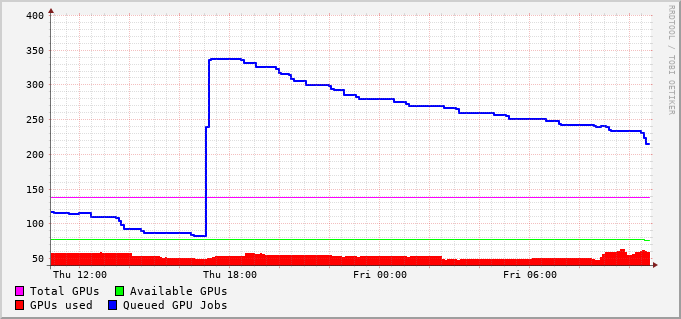 400
350
300
250
200
150
100
50
Thu 12:00 Thu 18:00 Fri 00:00 Fri 06:00
Total GPUs Available GPUs
GPUs used Queued GPU Jobs
RRDTOOL / TOBI OETIKER